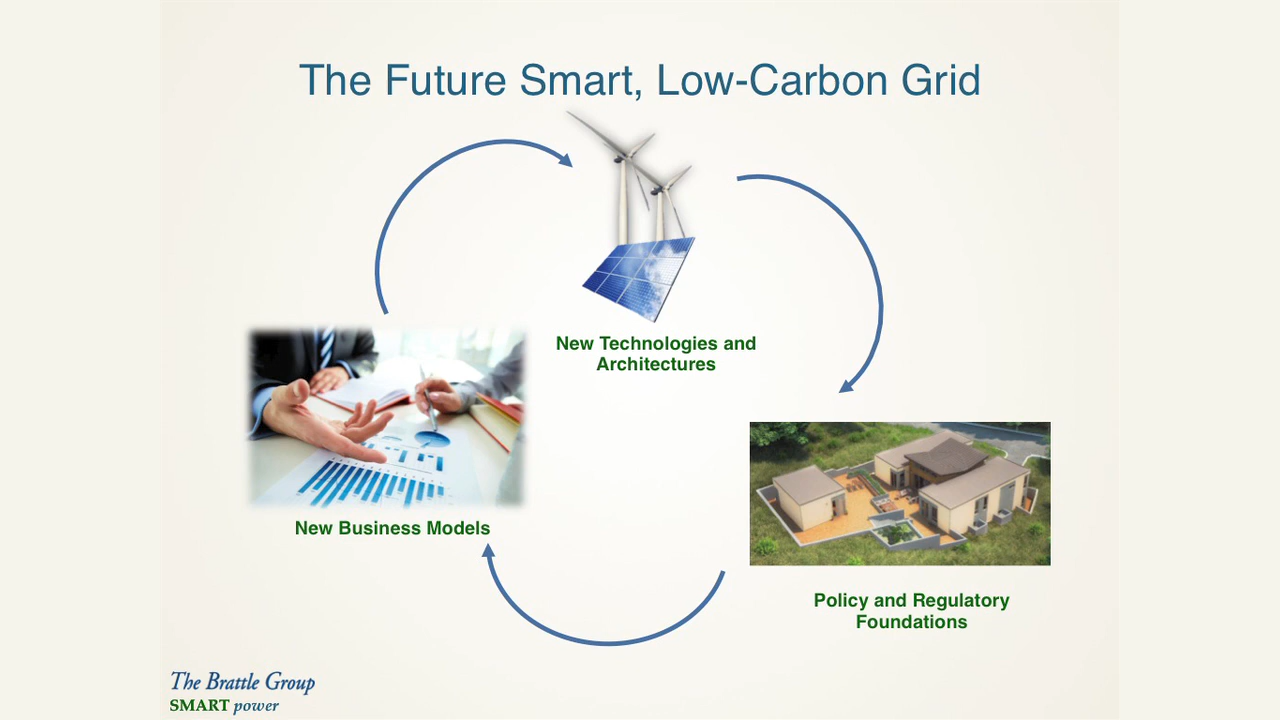 The Future Smart, Low-Carbon Grid
New Technologies and
Architectures
New Business Models
Policy and Regulatory
Foundations
The Brattle Group
SMART power